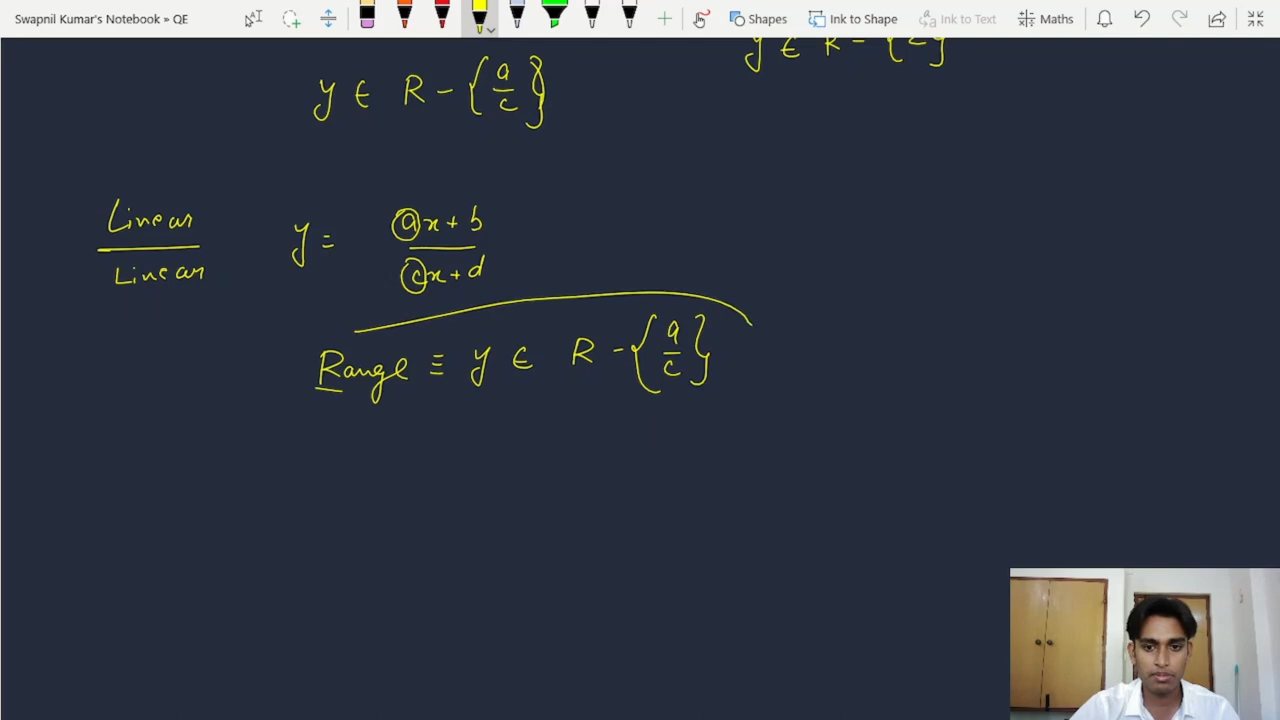 Swapnil Kumar's Notebook » QE
Shapes
Ink to Shape
Ink to Text
Maths
y ∈ R - {a/c}
Linear
Linear
y = ax + b
cx + d
Range ≡ y ∈ R - {a/c}